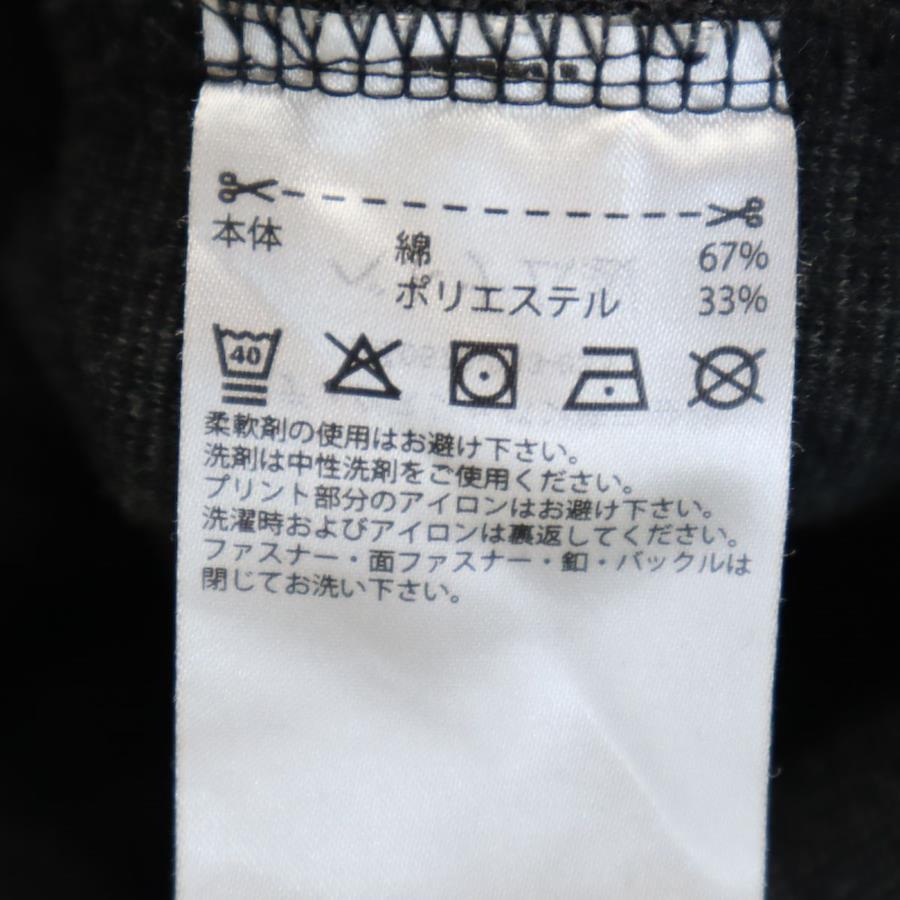 本体 綿 67%
ポリエステル 33%
40
柔軟剤の使用はお避け下さい。
洗剤は中性洗剤をご使用ください。
プリント部分のアイロンはお避け下さい。
洗濯時およびアイロンは裏返してください。
ファスナー・面ファスナー・釦・バックルは
閉じてお洗い下さい。